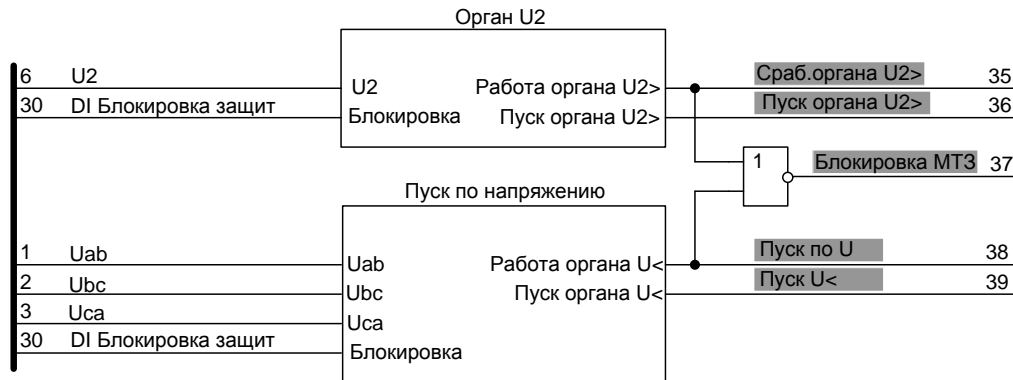 Орган U2
6 U2 U2 Работа органа U2> Сраб.органа U2> 35
30 DI Блокировка защит Блокировка Пуск органа U2> Пуск органа U2> 36
1 Блокировка МТЗ 37
Пуск по напряжению
1 Uab Uab Работа органа U< Пуск по U 38
2 Ubc Ubc Пуск органа U< Пуск U< 39
3 Uca Uca
30 DI Блокировка защит Блокировка